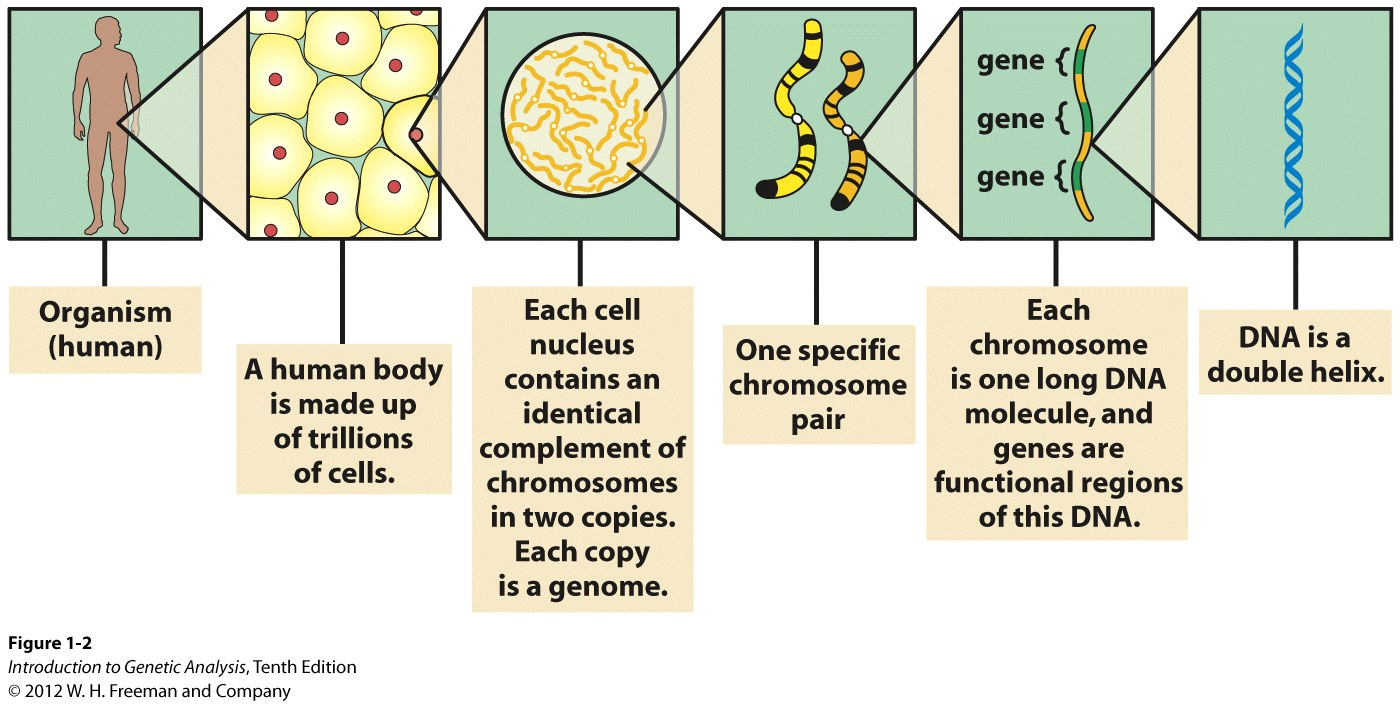 gene {
gene {
gene {
Organism
(human)
A human body
is made up
of trillions
of cells.
Each cell
nucleus
contains an
identical
complement of
chromosomes
in two copies.
Each copy
is a genome.
One specific
chromosome
pair
Each
chromosome
is one long DNA
molecule, and
genes are
functional regions
of this DNA.
DNA is a
double helix.
Figure 1-2
Introduction to Genetic Analysis, Tenth Edition
© 2012 W. H. Freeman and Company